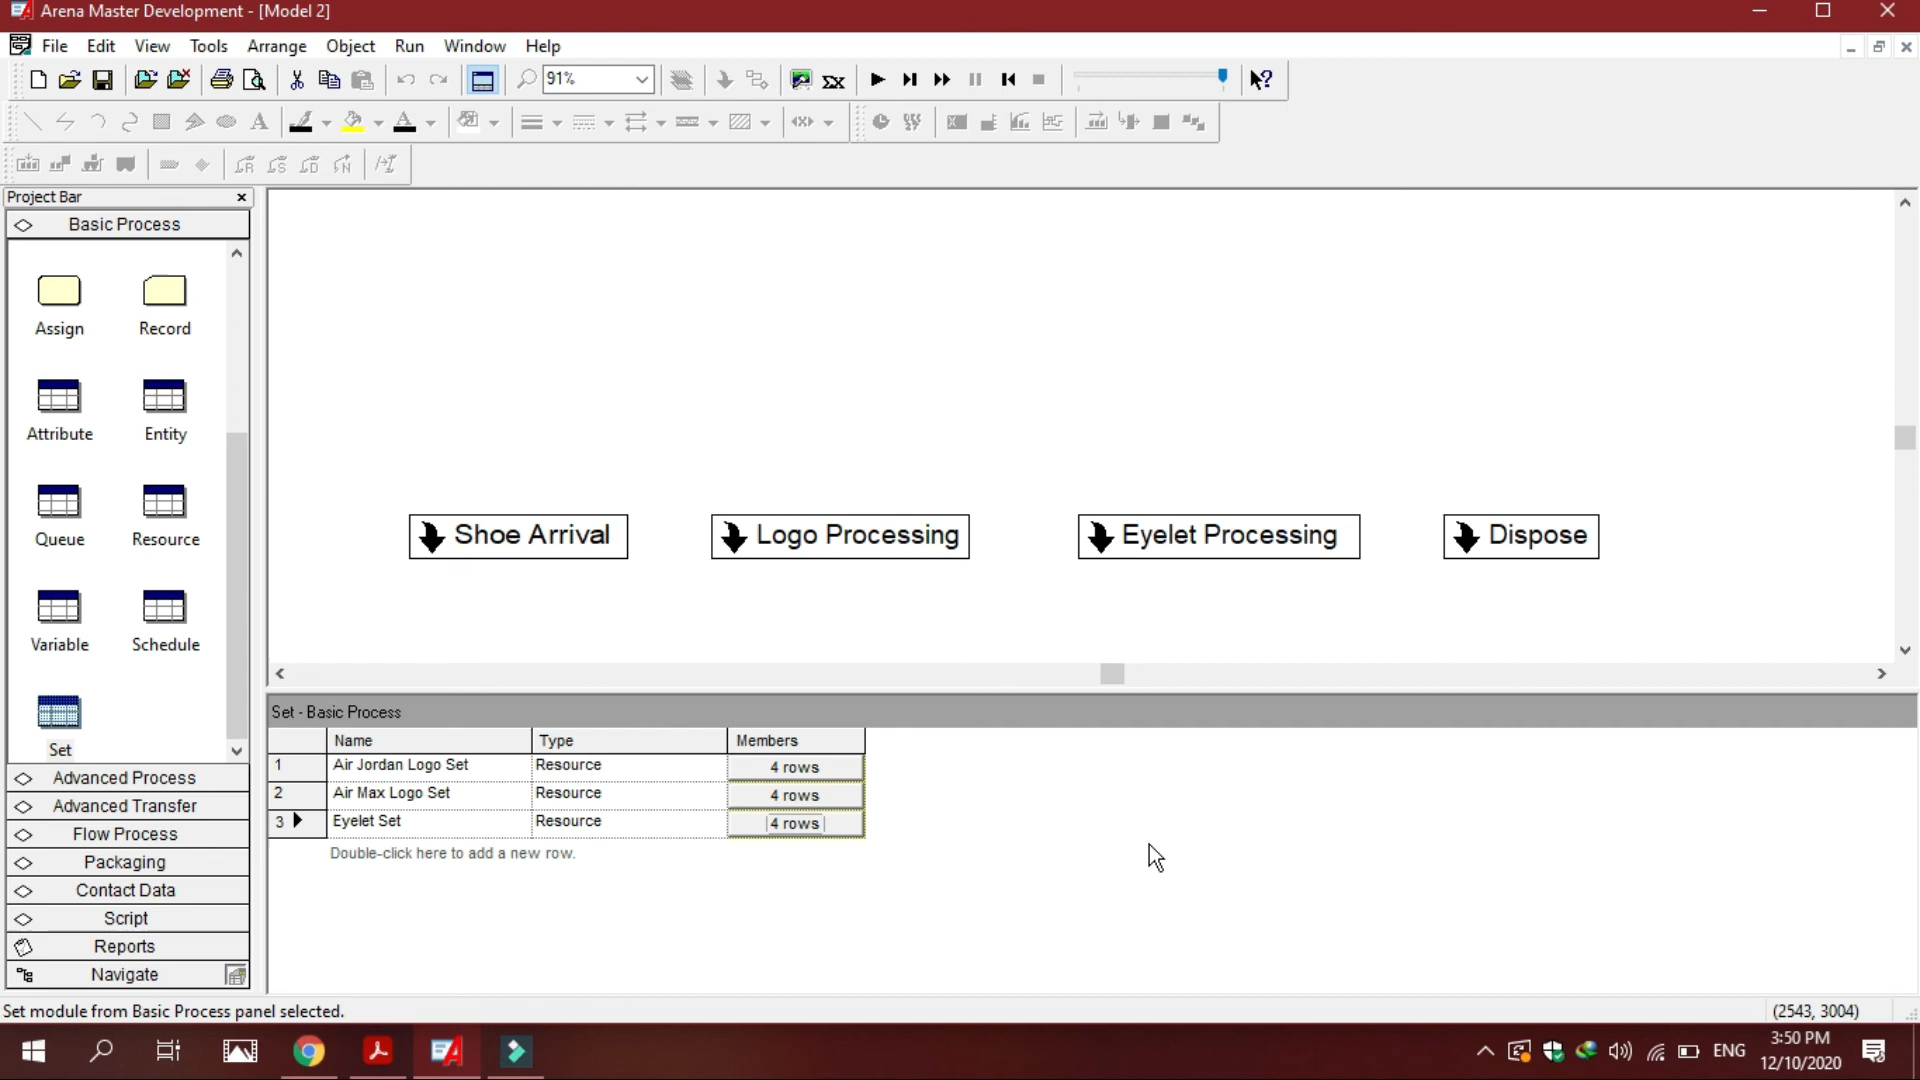 Arena Master Development - [Model 2]
File Edit View Tools Arrange Object Run Window Help
91%
Project Bar
Basic Process
Assign Record
Attribute Entity
Queue Resource
Variable Schedule
Set
Advanced Process
Advanced Transfer
Flow Process
Packaging
Contact Data
Script
Reports
Navigate
Shoe Arrival Logo Processing Eyelet Processing Dispose
Set - Basic Process
Name Type Members
1 Air Jordan Logo Set Resource 4 rows
2 Air Max Logo Set Resource 4 rows
3 Eyelet Set Resource 4 rows
Double-click here to add a new row.
Set module from Basic Process panel selected. (2543, 3004)
ENG 3:50 PM
12/10/2020